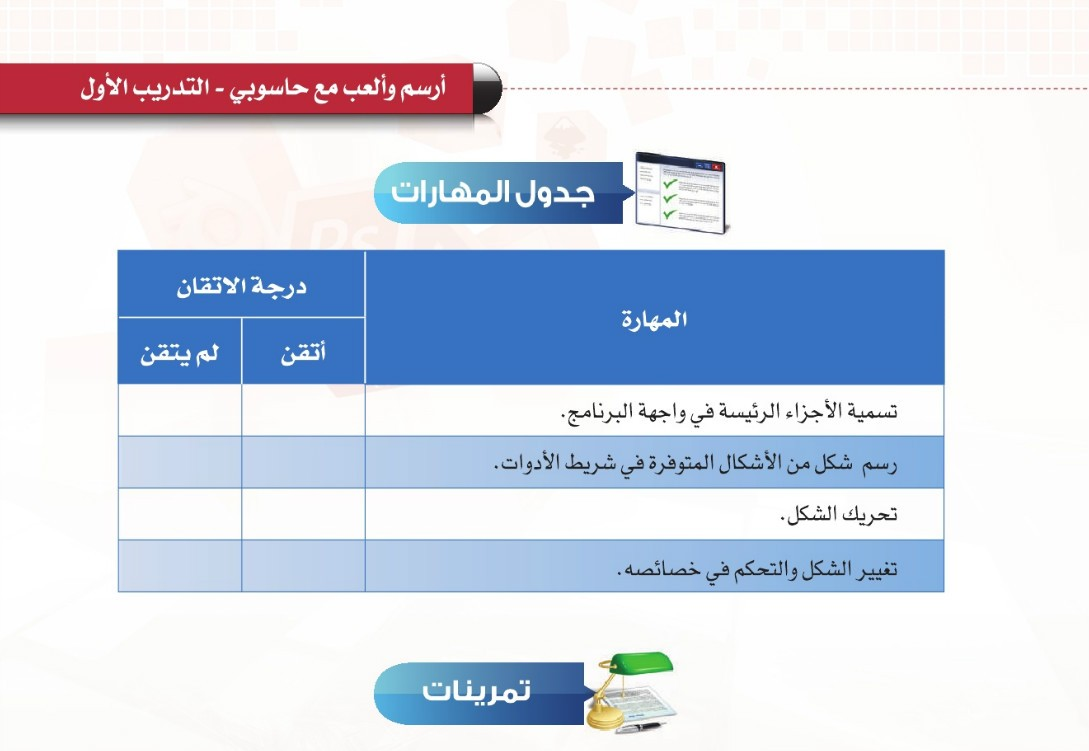 أرسم وألعب مع حاسوبي - التدريب الأول
جدول المهارات
المهارة
درجة الاتقان
أتقن
لم يتقن
تسمية الأجزاء الرئيسة في واجهة البرنامج.
رسم شكل من الأشكال المتوفرة في شريط الأدوات.
تحريك الشكل.
تغيير الشكل والتحكم في خصائصه.
تمرينات